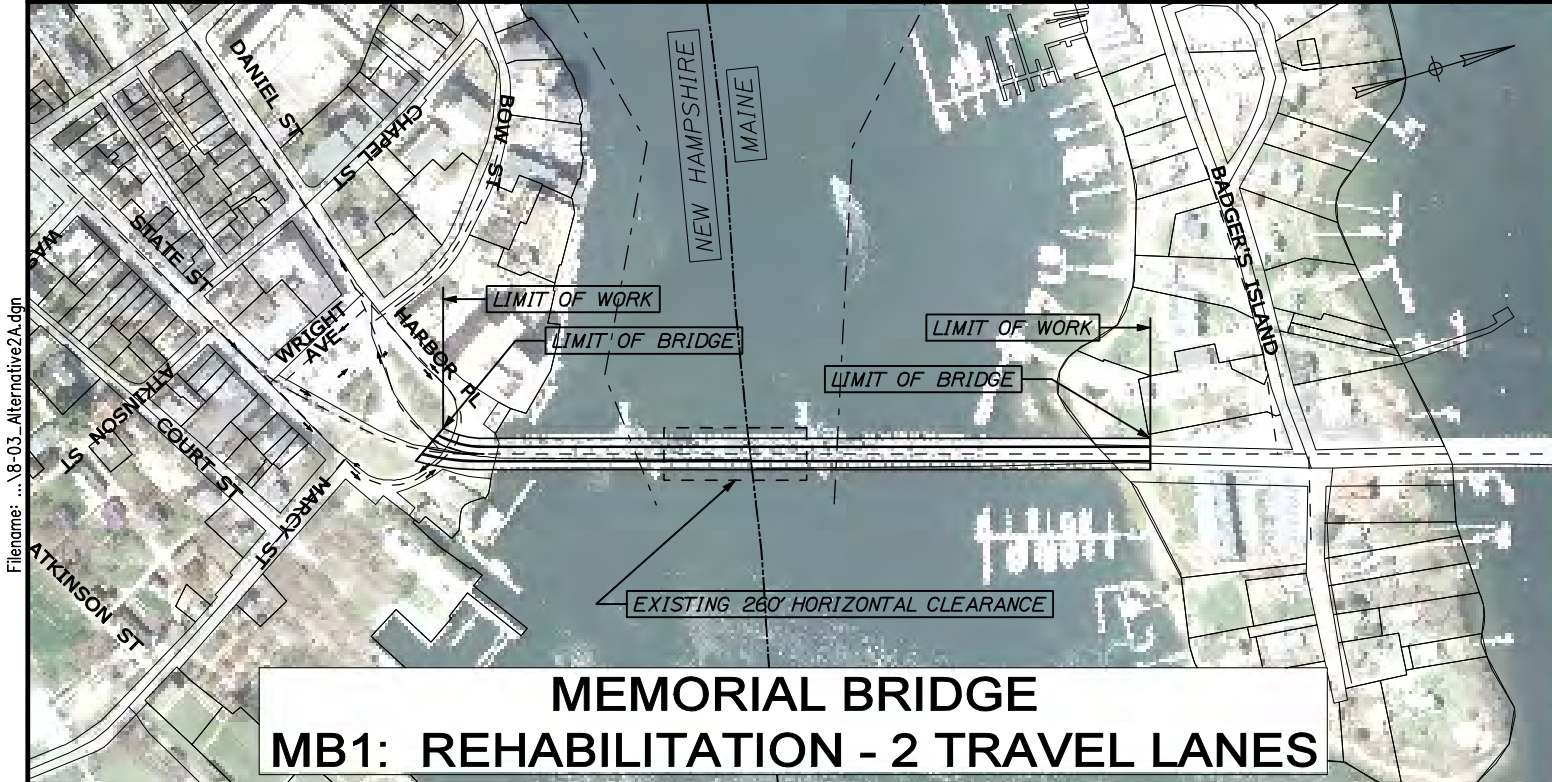 Filename: ...\8-03_Alternative2A.dgn
DANIEL ST
CHAPEL ST
BOW ST
NEW HAMPSHIRE
MAINE
STATE ST
WAS
WRIGHT AVE
HARBOR PL
LIMIT OF WORK
LIMIT OF BRIDGE
BADGER'S ISLAND
LIMIT OF WORK
LIMIT OF BRIDGE
ATKINSON ST
COURT ST
MARCY ST
ATKINSON ST
EXISTING 260' HORIZONTAL CLEARANCE
MEMORIAL BRIDGE
MB1: REHABILITATION - 2 TRAVEL LANES